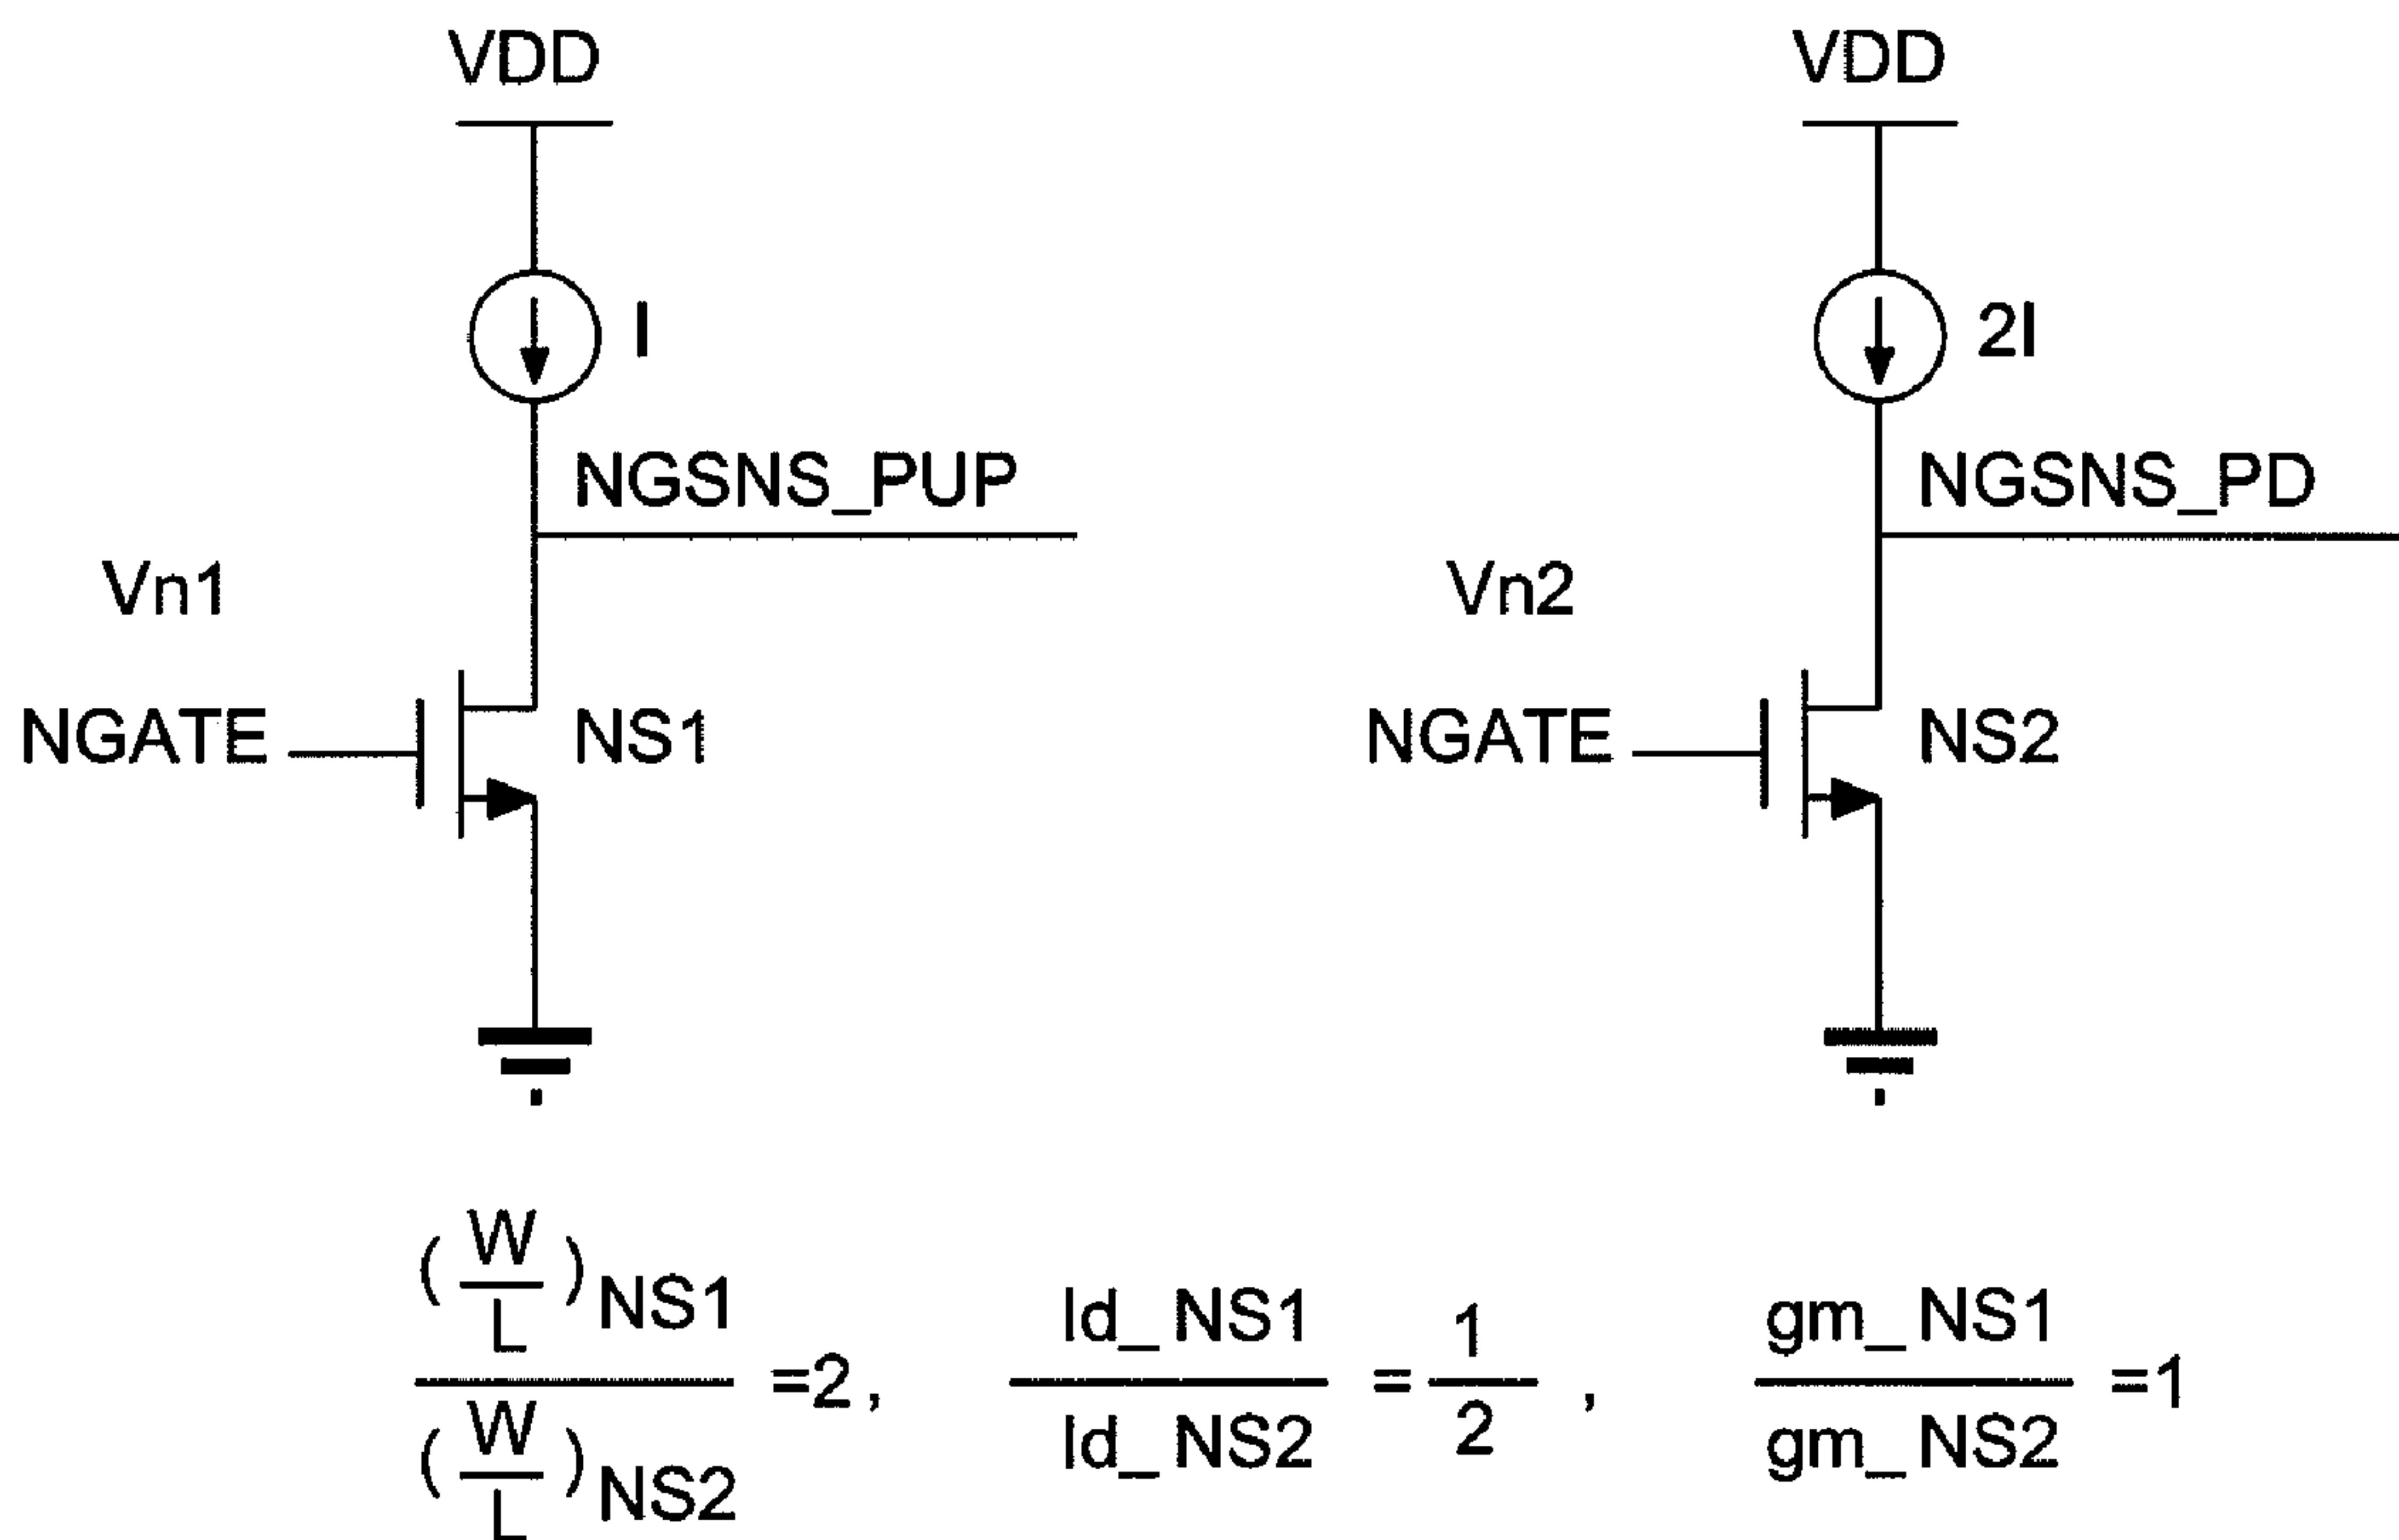 VDD
VDD
I
2I
NGSNS_PUP
NGSNS_PD
Vn1
Vn2
NGATE
NS1
NGATE
NS2
(W/L)NS1 / (W/L)NS2 =2,
Id_NS1 / Id_NS2 = 1/2 ,
gm_NS1 / gm_NS2 =1